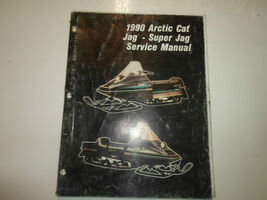 1990 Arctic Cat
Jag - Super Jag
Service Manual